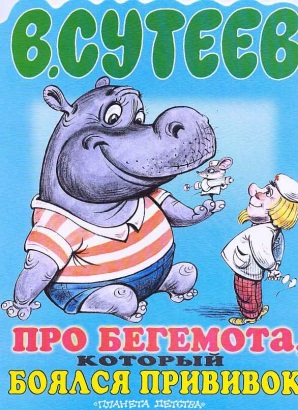 В.СУТЕЕВ
ПРО БЕГЕМОТА,
КОТОРЫЙ
БОЯЛСЯ ПРИВИВОК
"ПЛАНЕТА ДЕТСТВА"